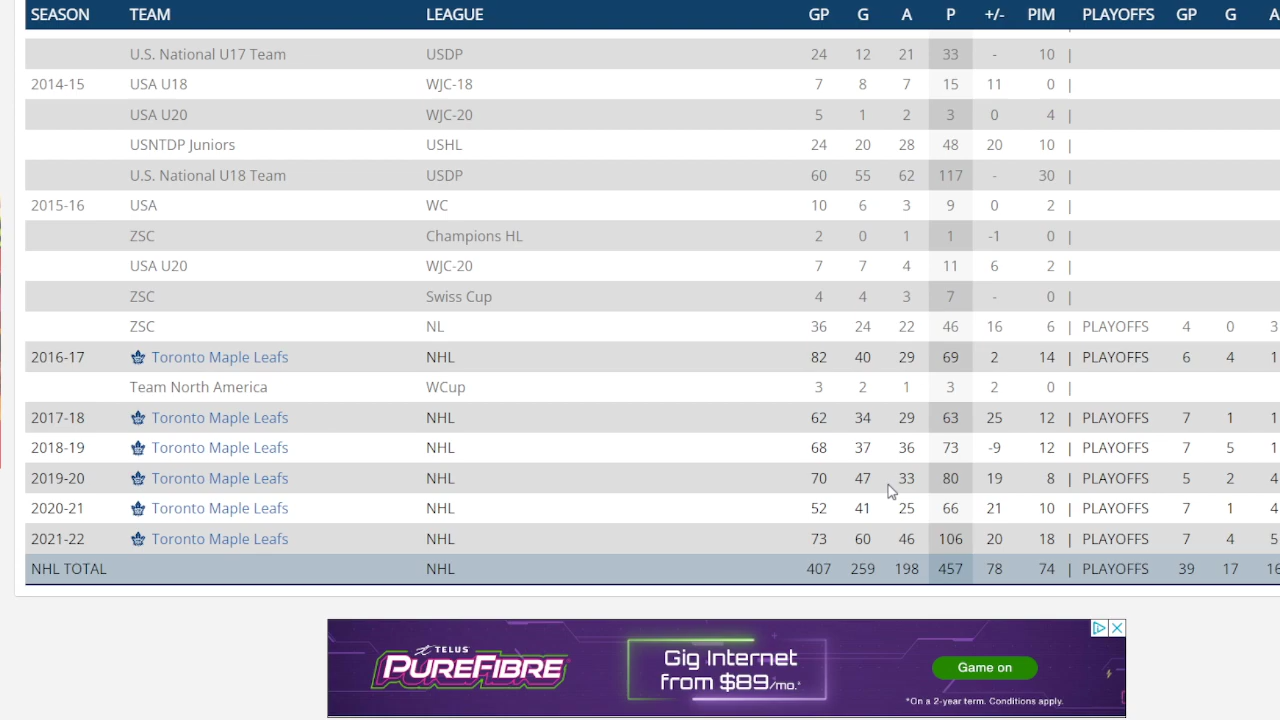 SEASON TEAM LEAGUE GP G A P +/- PIM PLAYOFFS GP G A
U.S. National U17 Team USDP 24 12 21 33 - 10 |
2014-15 USA U18 WJC-18 7 8 7 15 11 0 |
USA U20 WJC-20 5 1 2 3 0 4 |
USNTDP Juniors USHL 24 20 28 48 20 10 |
U.S. National U18 Team USDP 60 55 62 117 - 30 |
2015-16 USA WC 10 6 3 9 0 2 |
ZSC Champions HL 2 0 1 1 -1 0 |
USA U20 WJC-20 7 7 4 11 6 2 |
ZSC Swiss Cup 4 4 3 7 - 0 |
ZSC NL 36 24 22 46 16 6 | PLAYOFFS 4 0 3
2016-17 Toronto Maple Leafs NHL 82 40 29 69 2 14 | PLAYOFFS 6 4 1
Team North America WCup 3 2 1 3 2 0 |
2017-18 Toronto Maple Leafs NHL 62 34 29 63 25 12 | PLAYOFFS 7 1 1
2018-19 Toronto Maple Leafs NHL 68 37 36 73 -9 12 | PLAYOFFS 7 5 1
2019-20 Toronto Maple Leafs NHL 70 47 33 80 19 8 | PLAYOFFS 5 2 4
2020-21 Toronto Maple Leafs NHL 52 41 25 66 21 10 | PLAYOFFS 7 1 4
2021-22 Toronto Maple Leafs NHL 73 60 46 106 20 18 | PLAYOFFS 7 4 5
NHL TOTAL NHL 407 259 198 457 78 74 | PLAYOFFS 39 17 16
TELUS
PUREFIBRE
Gig Internet
from $89/mo.*
Game on
*On a 2-year term. Conditions apply.